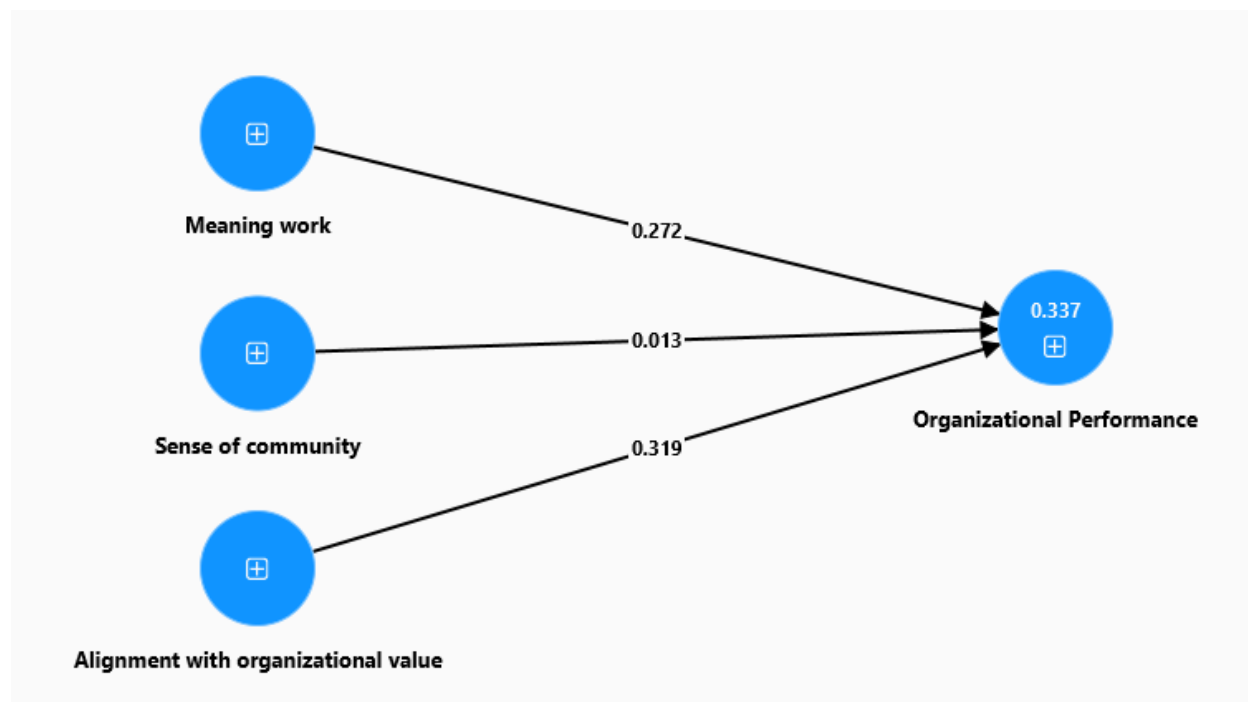 Meaning work
0.272
0.337
Sense of community
0.013
Organizational Performance
0.319
Alignment with organizational value